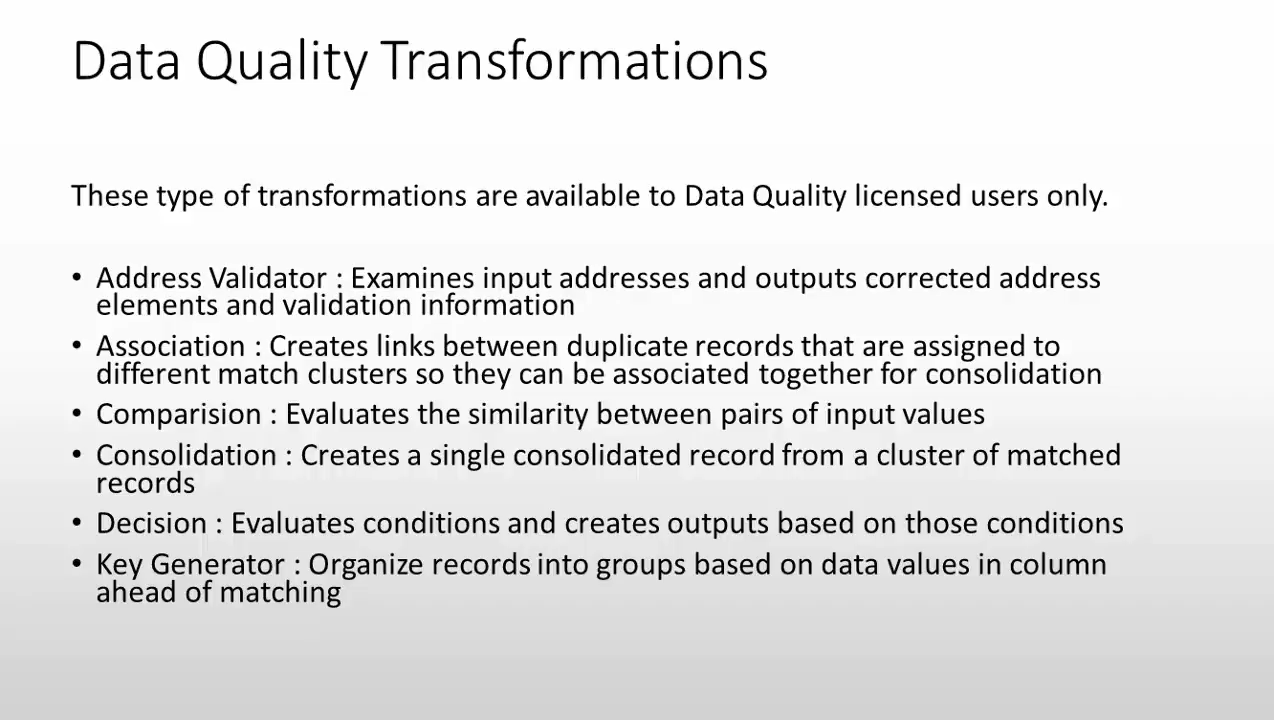 Data Quality Transformations
These type of transformations are available to Data Quality licensed users only.
• Address Validator : Examines input addresses and outputs corrected address
elements and validation information
• Association : Creates links between duplicate records that are assigned to
different match clusters so they can be associated together for consolidation
• Comparision : Evaluates the similarity between pairs of input values
• Consolidation : Creates a single consolidated record from a cluster of matched
records
• Decision : Evaluates conditions and creates outputs based on those conditions
• Key Generator : Organize records into groups based on data values in column
ahead of matching